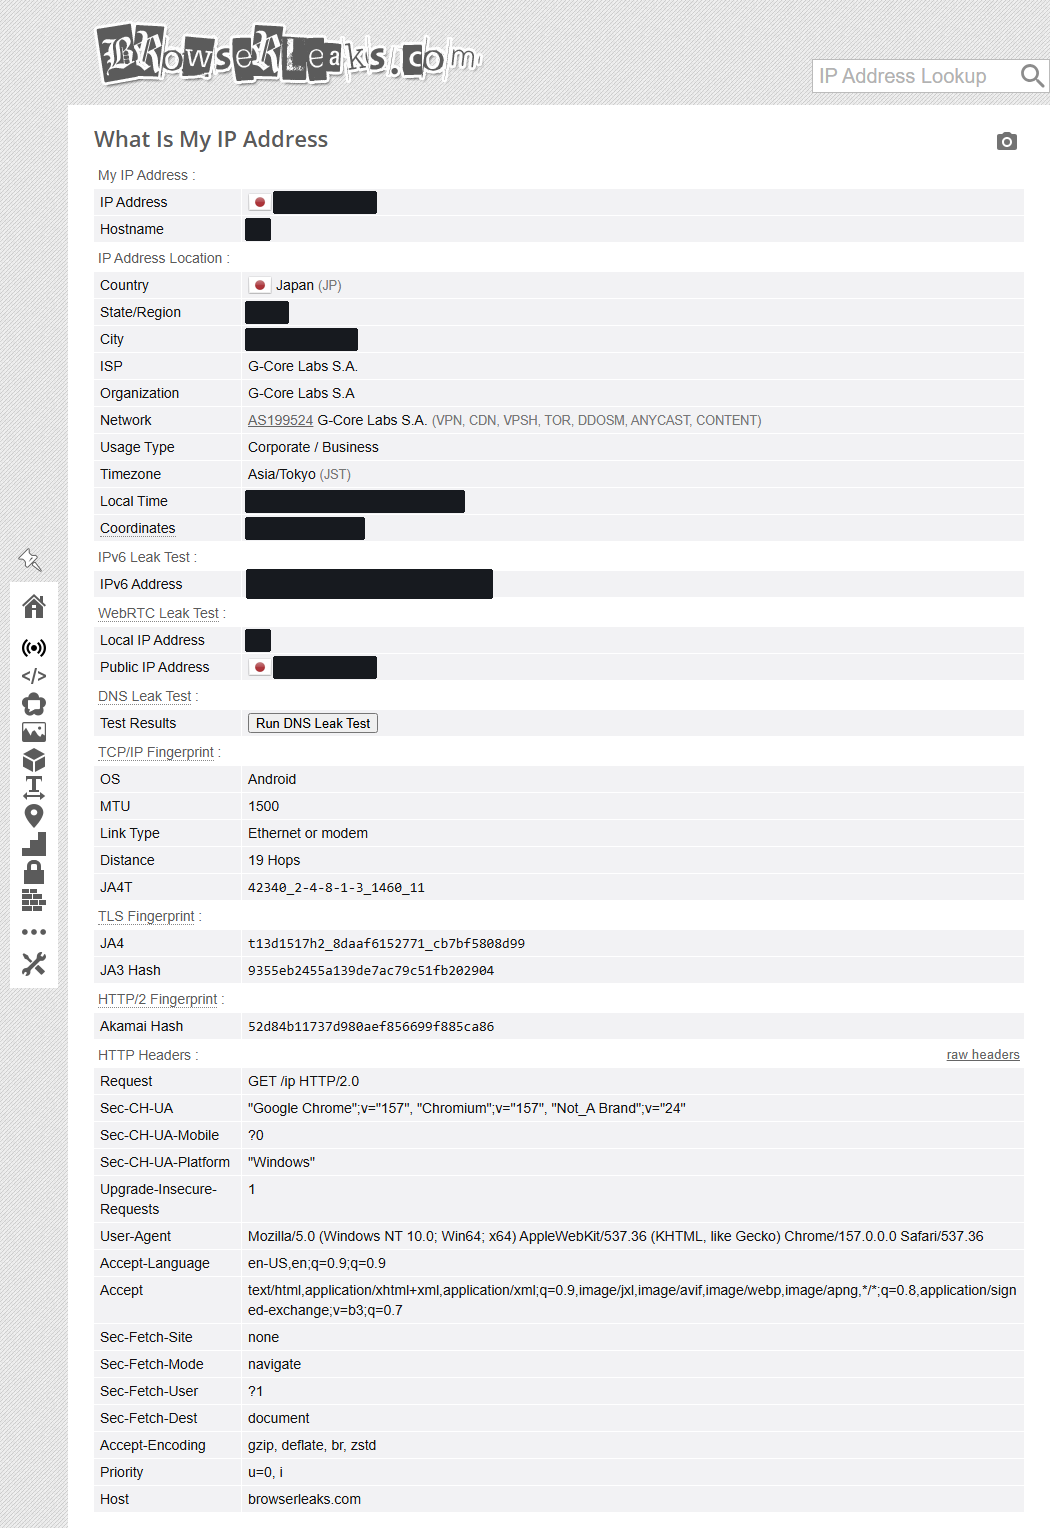 BRowseRLeaks.com
IP Address Lookup
What Is My IP Address
My IP Address :
IP Address
Hostname
IP Address Location :
Country Japan (JP)
State/Region
City
ISP G-Core Labs S.A.
Organization G-Core Labs S.A
Network AS199524 G-Core Labs S.A. (VPN, CDN, VPSH, TOR, DDOSM, ANYCAST, CONTENT)
Usage Type Corporate / Business
Timezone Asia/Tokyo (JST)
Local Time
Coordinates
IPv6 Leak Test :
IPv6 Address
WebRTC Leak Test :
Local IP Address
Public IP Address
DNS Leak Test :
Test Results Run DNS Leak Test
TCP/IP Fingerprint :
OS Android
MTU 1500
Link Type Ethernet or modem
Distance 19 Hops
JA4T 42340_2-4-8-1-3_1460_11
TLS Fingerprint :
JA4 t13d1517h2_8daaf6152771_cb7bf5808d99
JA3 Hash 9355eb2455a139de7ac79c51fb202904
HTTP/2 Fingerprint :
Akamai Hash 52d84b11737d980aef856699f885ca86
HTTP Headers : raw headers
Request GET /ip HTTP/2.0
Sec-CH-UA "Google Chrome";v="157", "Chromium";v="157", "Not_A Brand";v="24"
Sec-CH-UA-Mobile ?0
Sec-CH-UA-Platform "Windows"
Upgrade-Insecure- 1
Requests
User-Agent Mozilla/5.0 (Windows NT 10.0; Win64; x64) AppleWebKit/537.36 (KHTML, like Gecko) Chrome/157.0.0.0 Safari/537.36
Accept-Language en-US,en;q=0.9;q=0.9
Accept text/html,application/xhtml+xml,application/xml;q=0.9,image/jxl,image/avif,image/webp,image/apng,*/*;q=0.8,application/sign
ed-exchange;v=b3;q=0.7
Sec-Fetch-Site none
Sec-Fetch-Mode navigate
Sec-Fetch-User ?1
Sec-Fetch-Dest document
Accept-Encoding gzip, deflate, br, zstd
Priority u=0, i
Host browserleaks.com